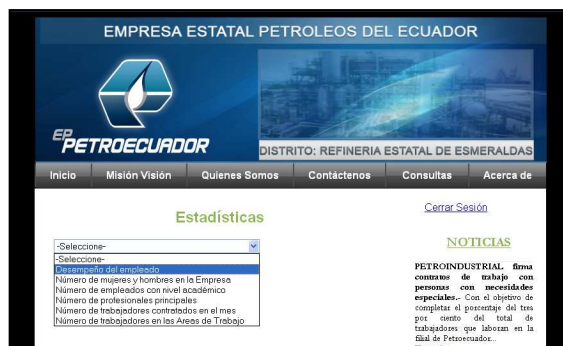 EMPRESA ESTATAL PETROLEOS DEL ECUADOR
EP PETROECUADOR
DISTRITO: REFINERIA ESTATAL DE ESMERALDAS
Inicio Misión Visión Quienes Somos Contáctenos Consultas Acerca de
Cerrar Sesión
Estadísticas
-Seleccione-
-Seleccione-
Desempeño del empleado
Número de mujeres y hombres en la Empresa
Número de empleados con nivel académico
Número de profesionales principales
Número de trabajadores contratados en el mes
Número de trabajadores en las Areas de Trabajo
NOTICIAS
PETROINDUSTRIAL firma
contratos de trabajo con
personas con necesidades
especiales.- Con el objetivo de
completar el porcentaje del tres
por ciento del total de
trabajadores que laboran en la
filial de Petroecuador...